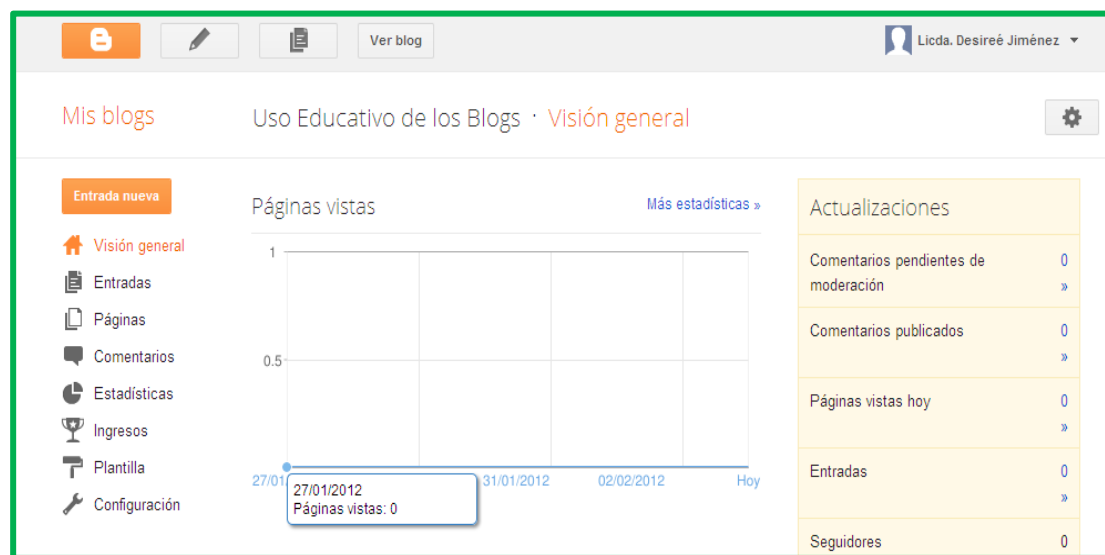 Ver blog
Licda. Desireé Jiménez
Mis blogs
Uso Educativo de los Blogs · Visión general
Entrada nueva
Visión general
Entradas
Páginas
Comentarios
Estadísticas
Ingresos
Plantilla
Configuración
Páginas vistas
Más estadísticas »
1
0.5
27/01
31/01/2012
02/02/2012
Hoy
27/01/2012
Páginas vistas: 0
Actualizaciones
Comentarios pendientes de
moderación
0
»
Comentarios publicados
0
»
Páginas vistas hoy
0
»
Entradas
0
»
Seguidores
0